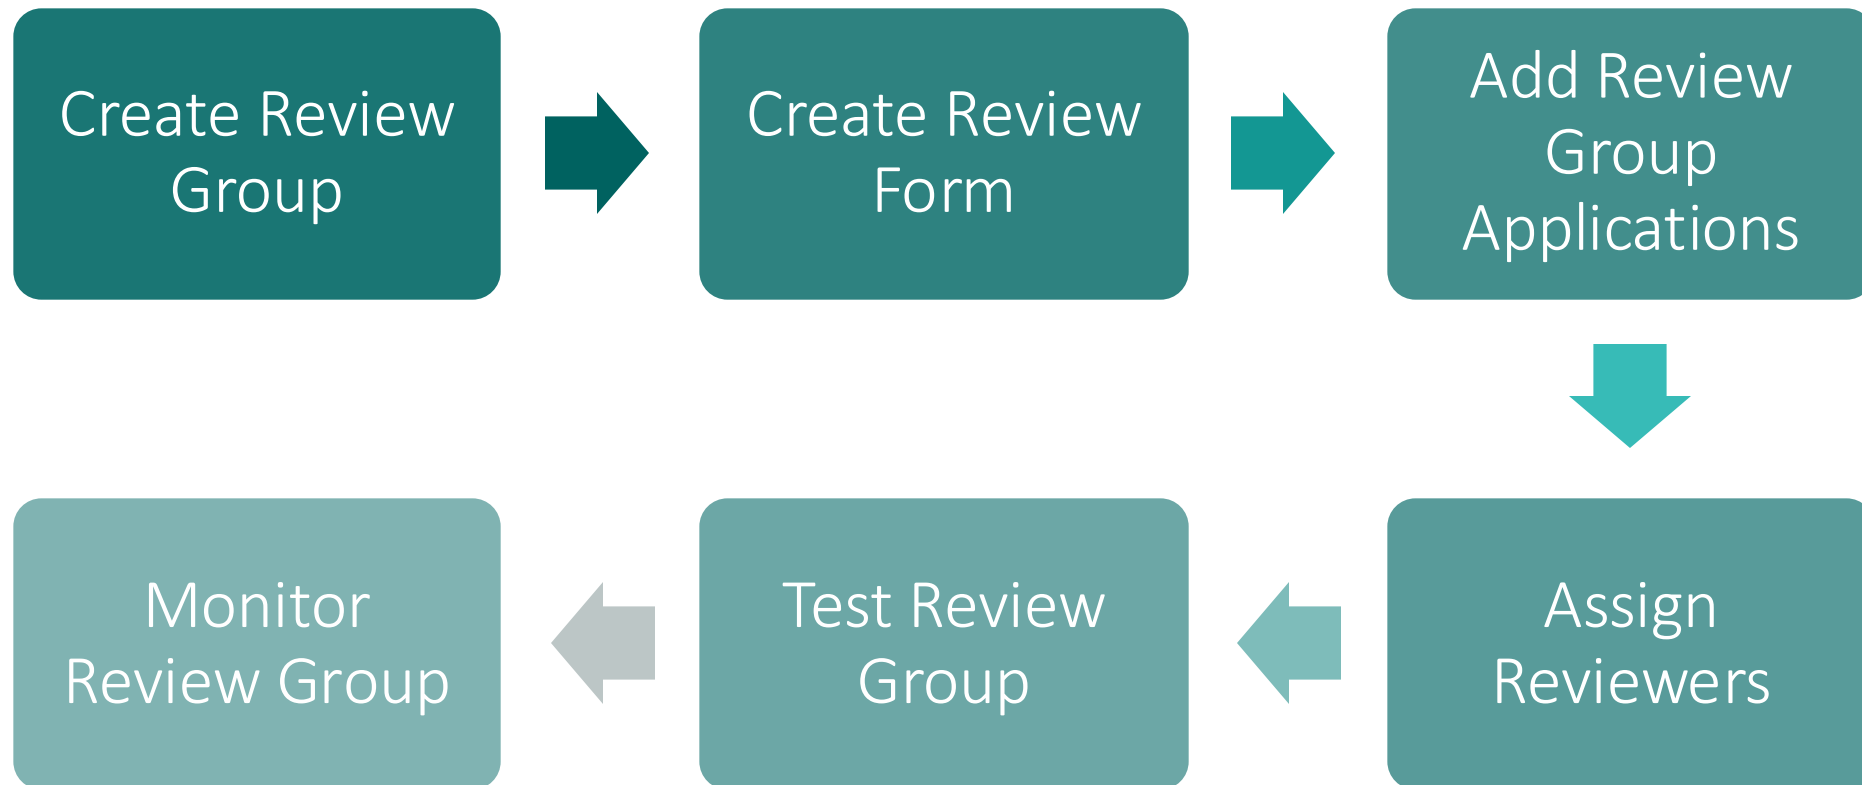 Create Review
Group
Create Review
Form
Add Review
Group
Applications
Assign
Reviewers
Test Review
Group
Monitor
Review Group